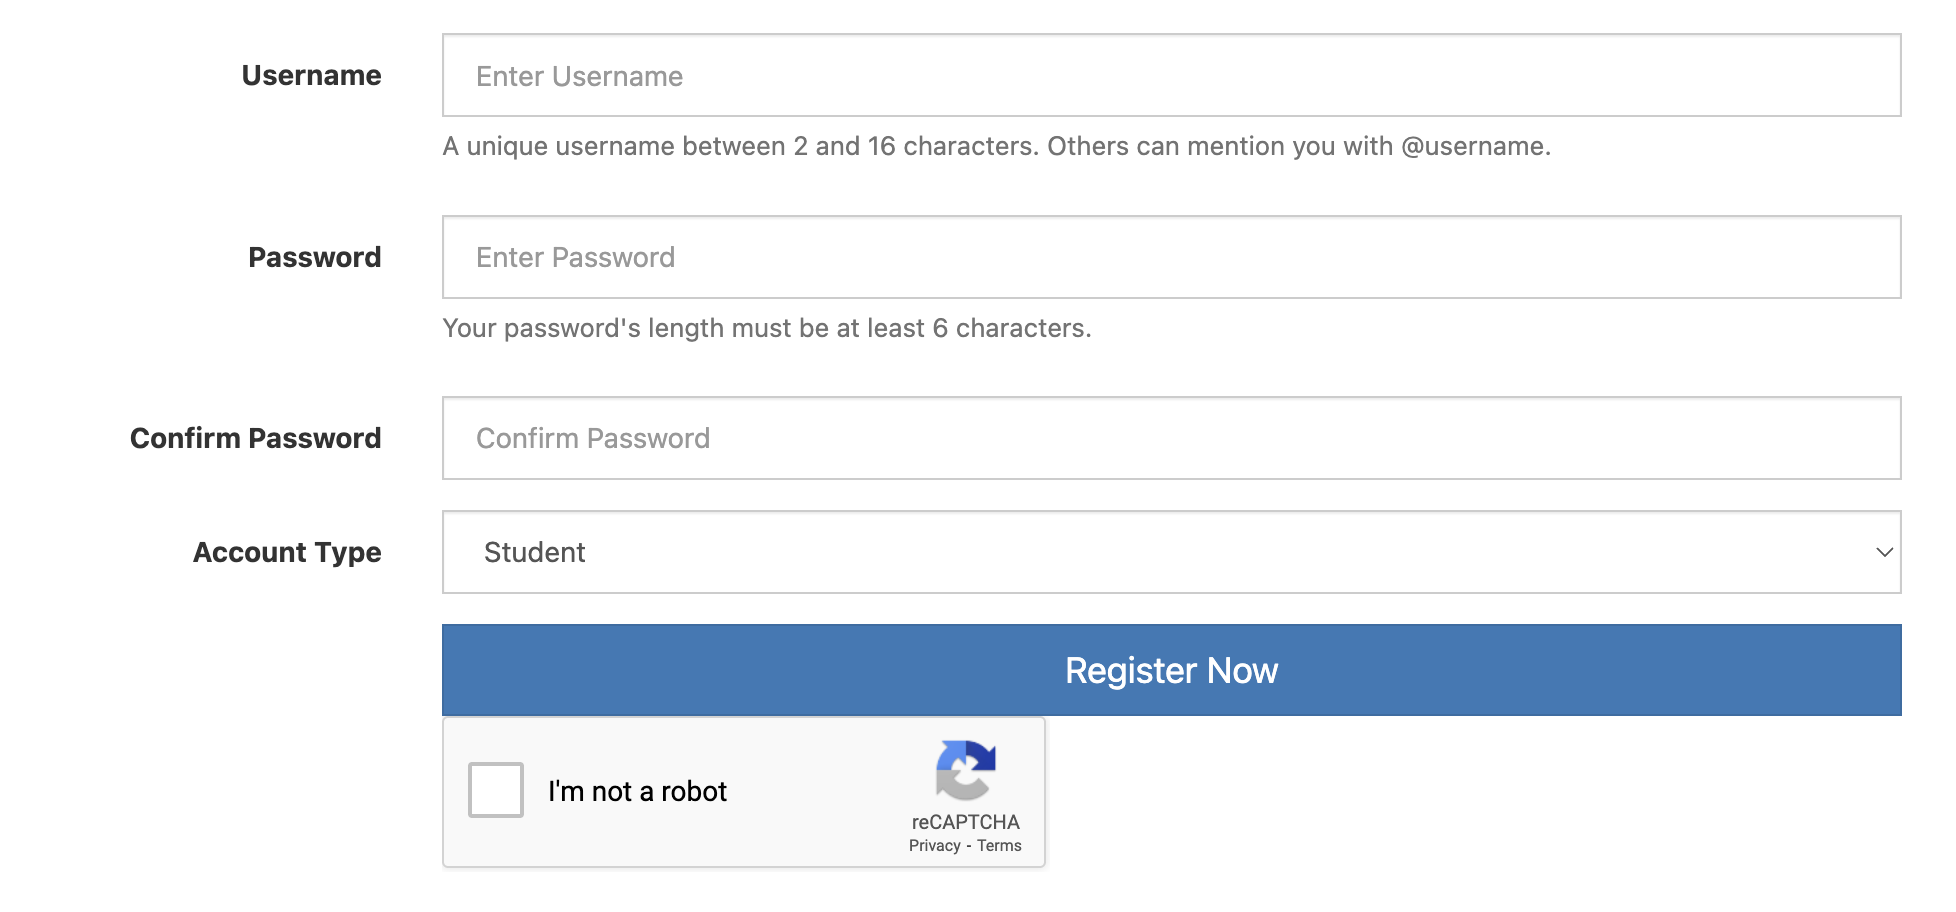 Username
Enter Username
A unique username between 2 and 16 characters. Others can mention you with @username.
Password
Enter Password
Your password's length must be at least 6 characters.
Confirm Password
Confirm Password
Account Type
Student
Register Now
I'm not a robot
reCAPTCHA
Privacy - Terms